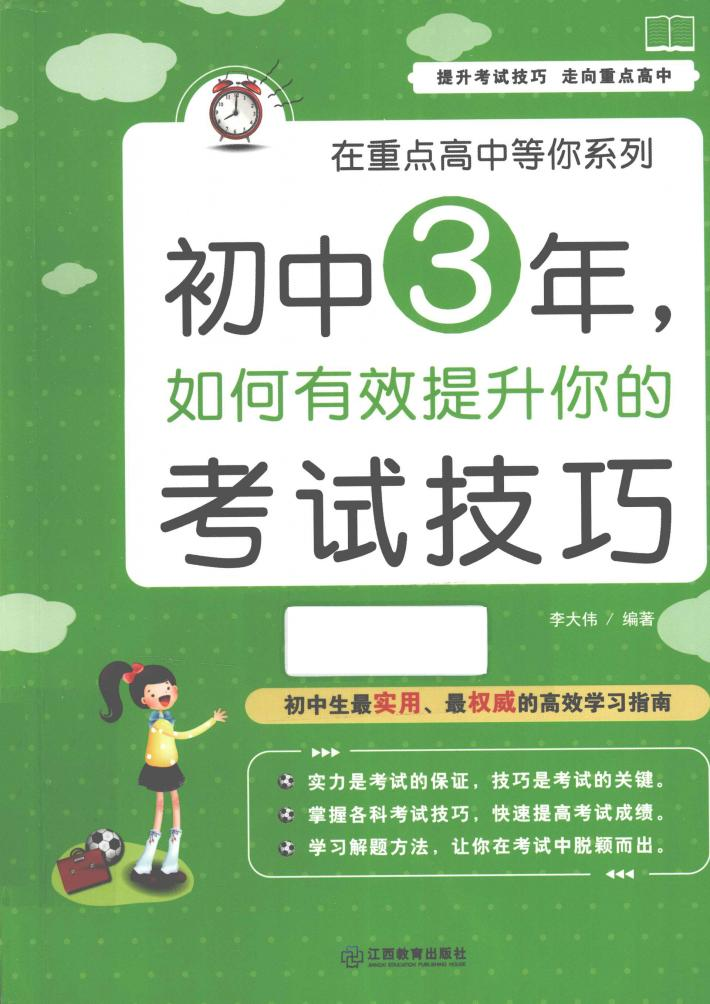 提升考试技巧 走向重点高中
在重点高中等你系列
初中3年，
如何有效提升你的
考试技巧
李大伟 / 编著
初中生最实用、最权威的高效学习指南
实力是考试的保证，技巧是考试的关键。
掌握各科考试技巧，快速提高考试成绩。
学习解题方法，让你在考试中脱颖而出。
江西教育出版社
JIANGXI EDUCATION PUBLISHING HOUSE